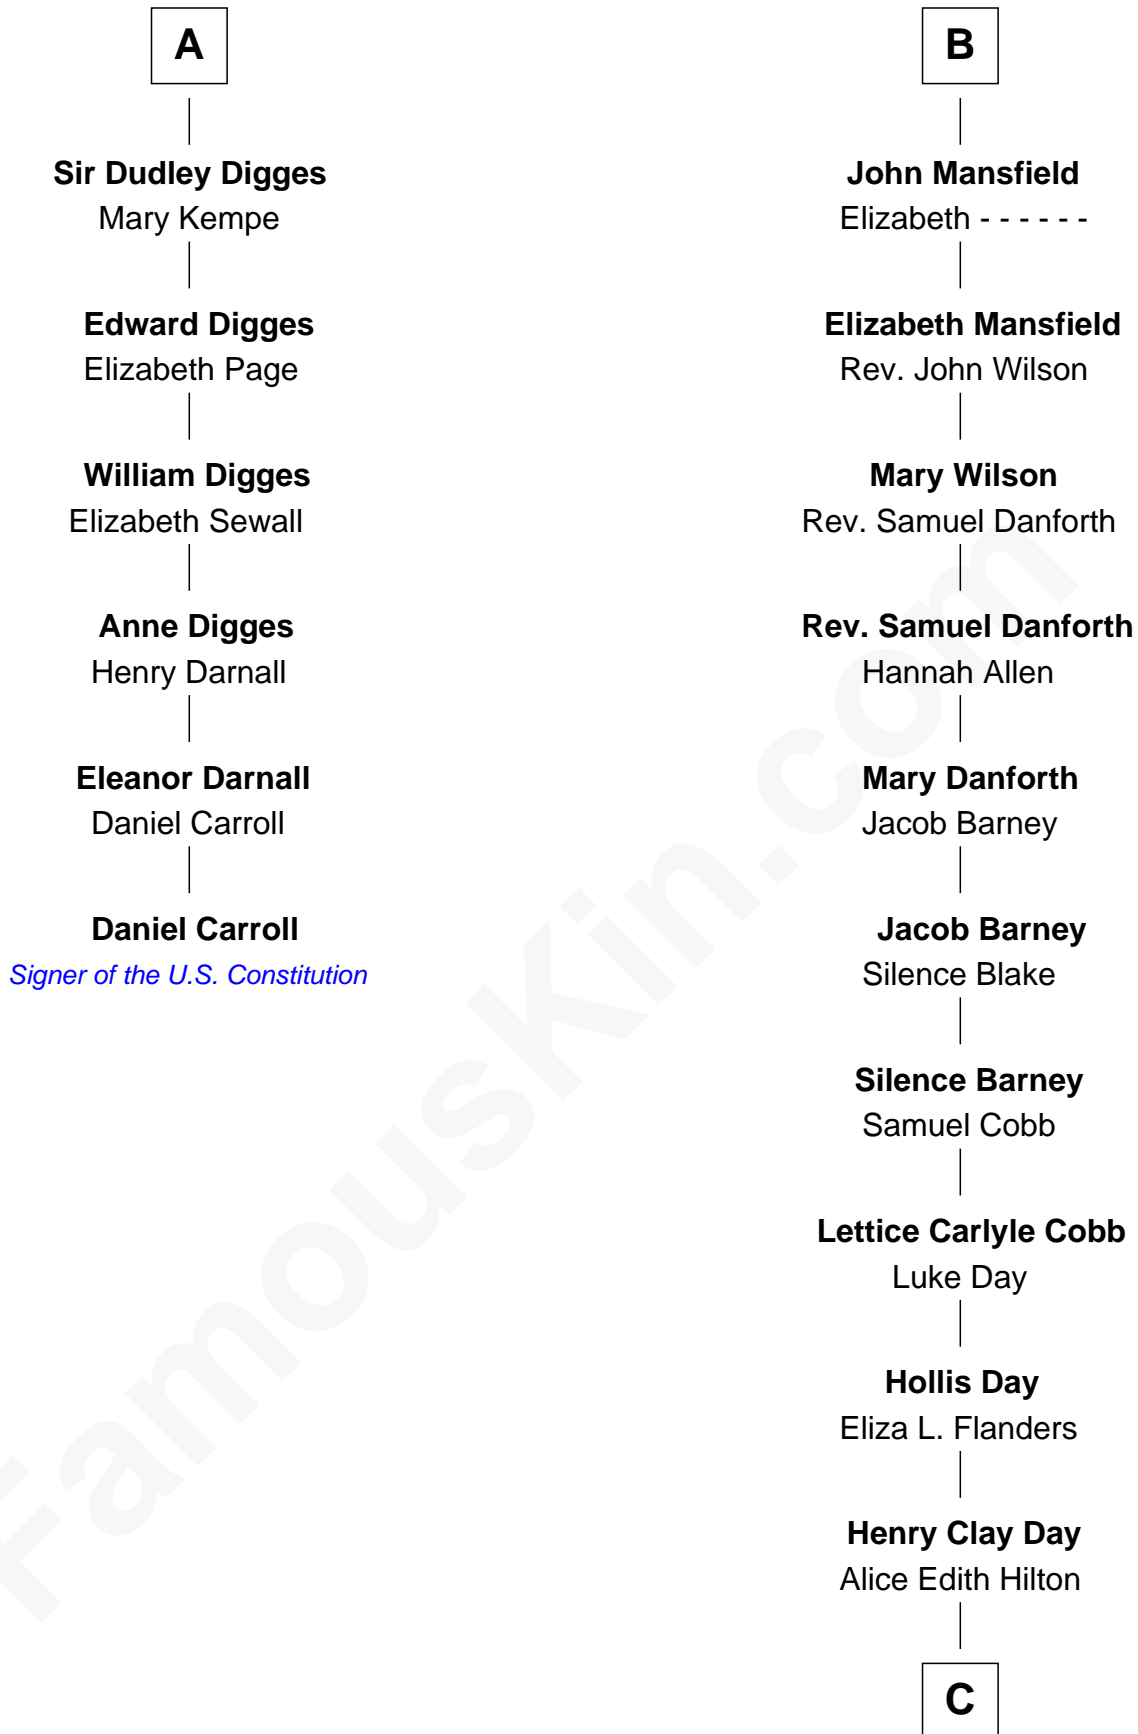 A
Sir Dudley Digges
Mary Kempe
Edward Digges
Elizabeth Page
William Digges
Elizabeth Sewall
Anne Digges
Henry Darnall
Eleanor Darnall
Daniel Carroll
Daniel Carroll
Signer of the U.S. Constitution
B
John Mansfield
Elizabeth - - - - - -
Elizabeth Mansfield
Rev. John Wilson
Mary Wilson
Rev. Samuel Danforth
Rev. Samuel Danforth
Hannah Allen
Mary Danforth
Jacob Barney
Jacob Barney
Silence Blake
Silence Barney
Samuel Cobb
Lettice Carlyle Cobb
Luke Day
Hollis Day
Eliza L. Flanders
Henry Clay Day
Alice Edith Hilton
C
FamousKin.com